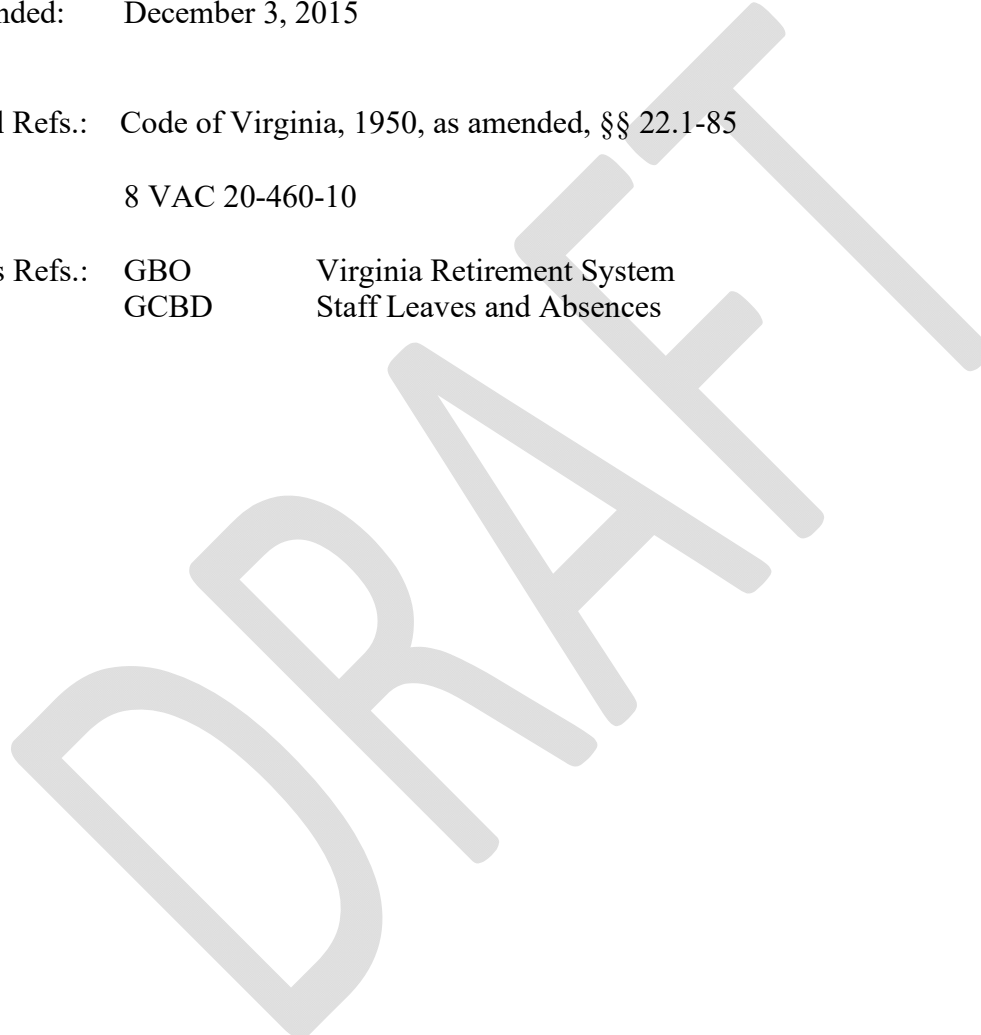 nded: December 3, 2015
l Refs.: Code of Virginia, 1950, as amended, §§ 22.1-85
8 VAC 20-460-10
s Refs.: GBO Virginia Retirement System
GCBD Staff Leaves and Absences
DRAFT